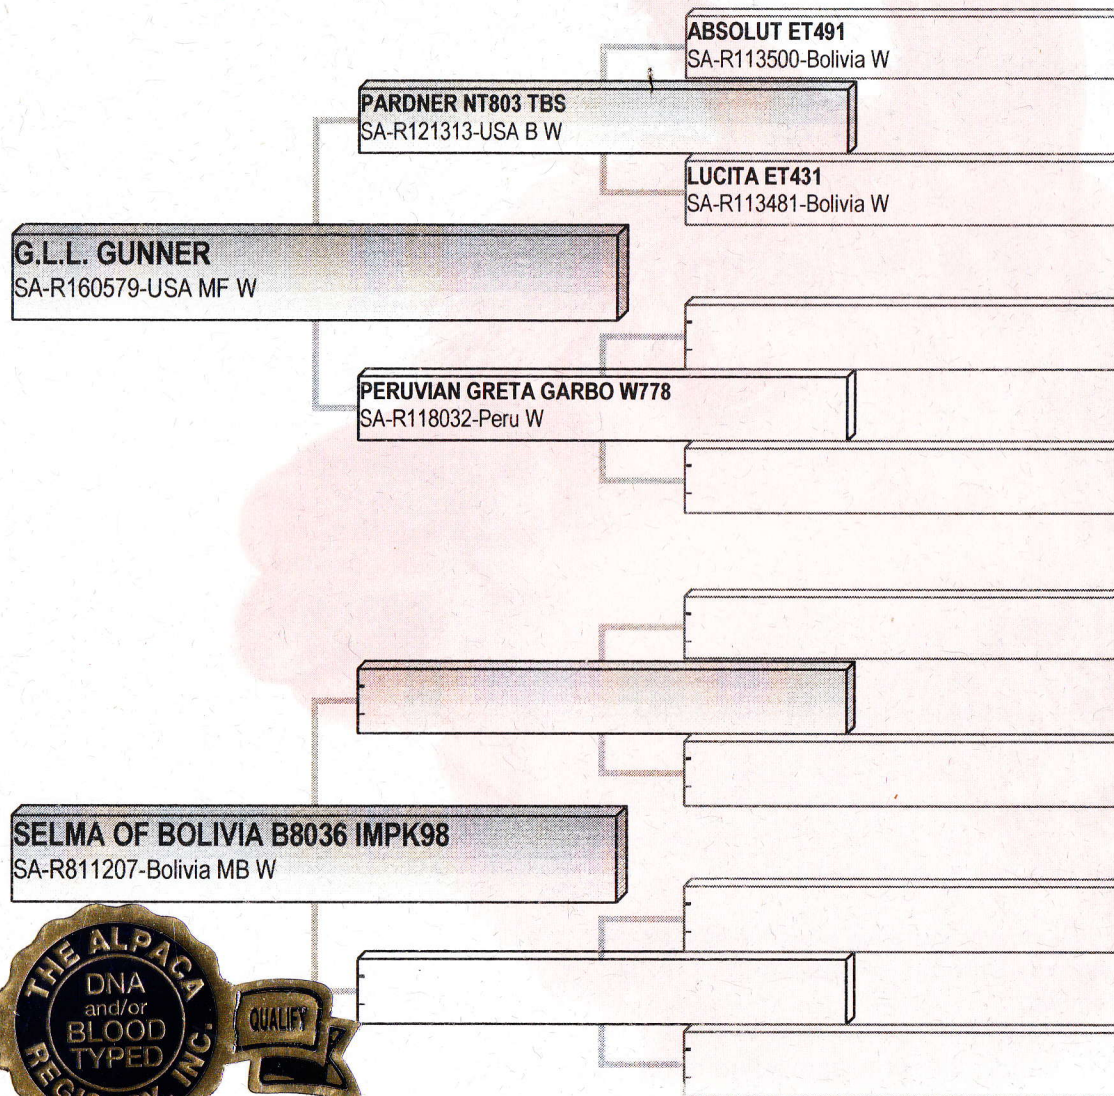 ABSOLUT ET491
SA-R113500-Bolivia W
PARDNER NT803 TBS
SA-R121313-USA B W
LUCITA ET431
SA-R113481-Bolivia W
G.L.L. GUNNER
SA-R160579-USA MF W
PERUVIAN GRETA GARBO W778
SA-R118032-Peru W
SELMA OF BOLIVIA B8036 IMPK98
SA-R811207-Bolivia MB W
THE ALPACA
REGISTRY, INC.
DNA
and/or
BLOOD
TYPED
QUALIFY